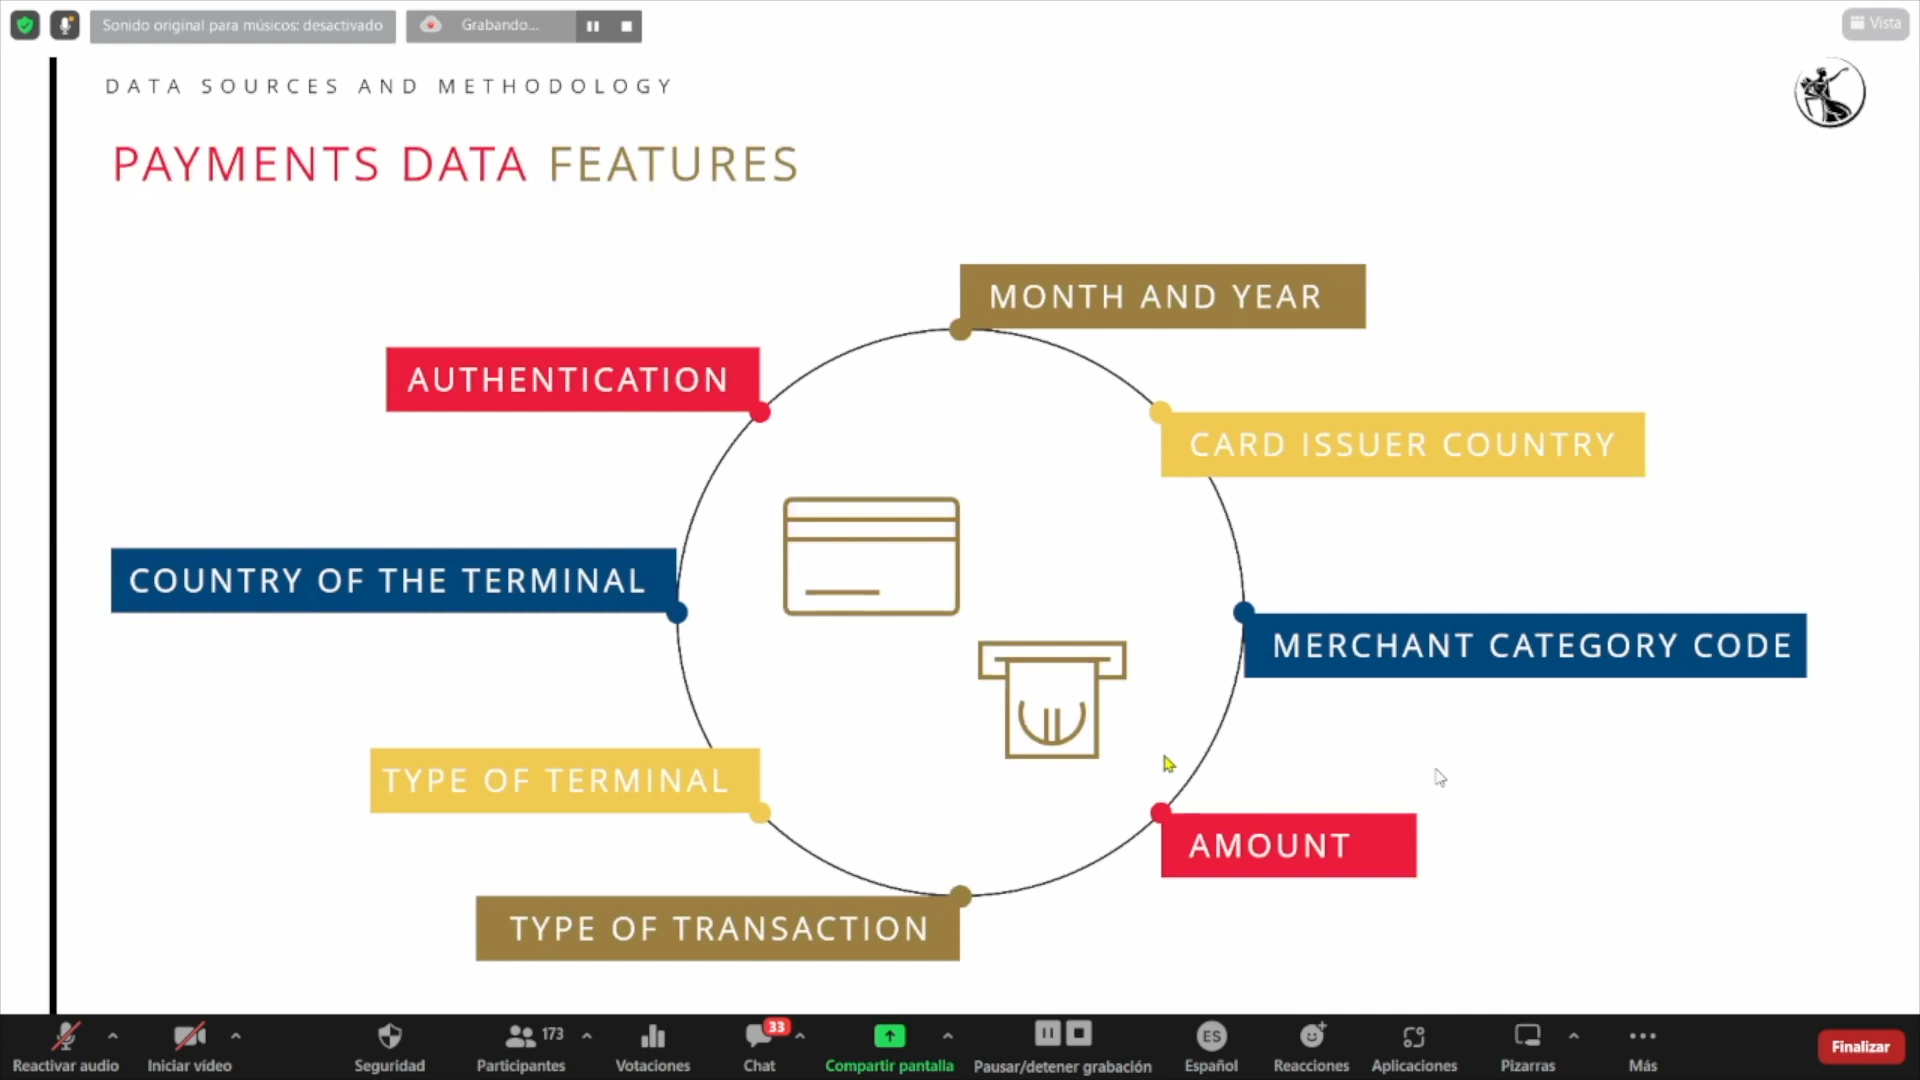 Sonido original para músicos: desactivado
Grabando...
Vista
DATA SOURCES AND METHODOLOGY
PAYMENTS DATA FEATURES
MONTH AND YEAR
AUTHENTICATION
CARD ISSUER COUNTRY
COUNTRY OF THE TERMINAL
MERCHANT CATEGORY CODE
TYPE OF TERMINAL
AMOUNT
TYPE OF TRANSACTION
Reactivar audio
Iniciar vídeo
Seguridad
173
Participantes
Votaciones
33
Chat
Compartir pantalla
Pausar/detener grabación
ES
Español
Reacciones
Aplicaciones
Pizarras
Más
Finalizar